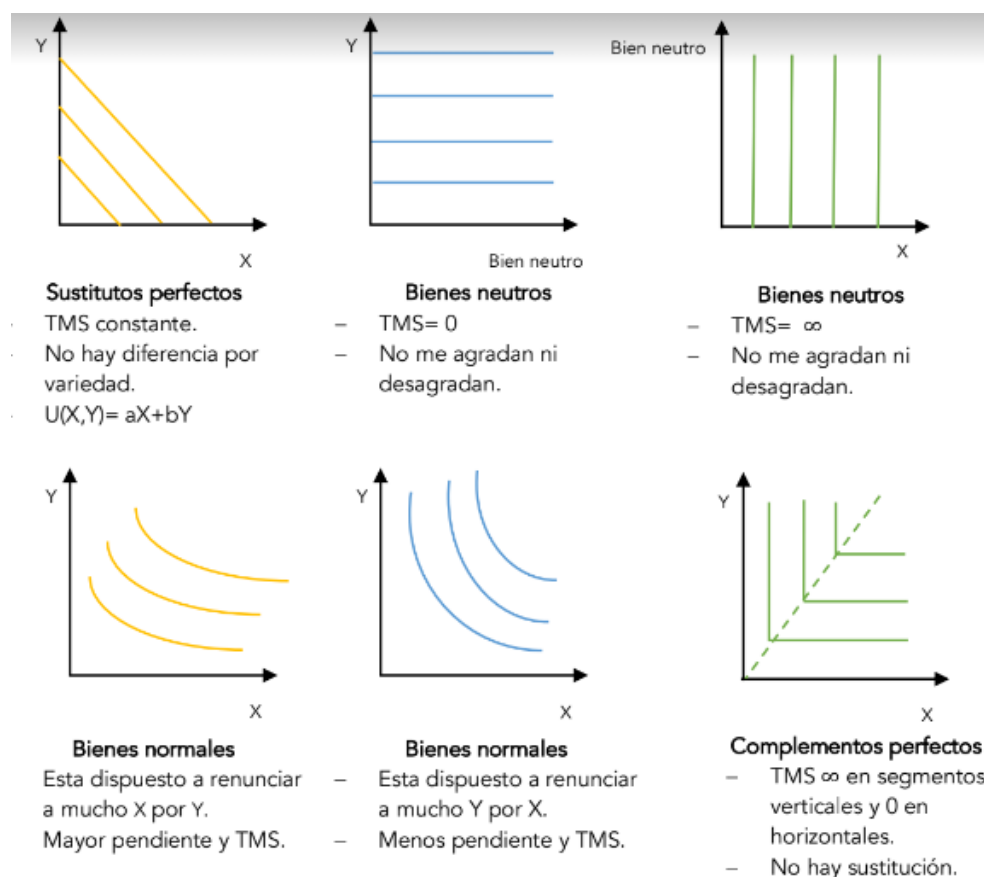 Y
X
Sustitutos perfectos
- TMS constante.
- No hay diferencia por
variedad.
- U(X,Y)= aX+bY
Y
Bien neutro
Bienes neutros
– TMS= 0
– No me agradan ni
desagradan.
Bien neutro
X
Bienes neutros
– TMS= ∞
– No me agradan ni
desagradan.
Y
X
Bienes normales
Esta dispuesto a renunciar
a mucho X por Y.
Mayor pendiente y TMS.
Y
X
Bienes normales
– Esta dispuesto a renunciar
a mucho Y por X.
– Menos pendiente y TMS.
Y
X
Complementos perfectos
– TMS ∞ en segmentos
verticales y 0 en
horizontales.
– No hay sustitución.